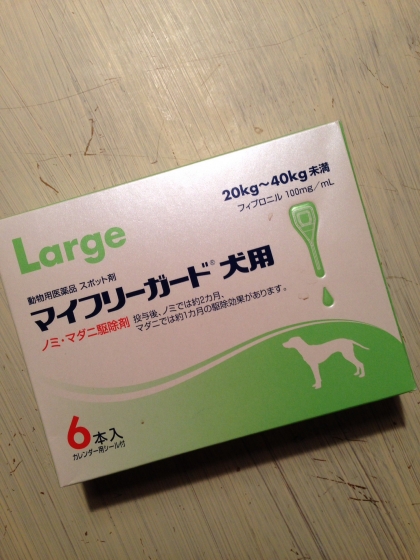 Large
20kg〜40kg未満
フィプロニル 100mg/mL
動物用医薬品 スポット剤
マイフリーガード® 犬用
ノミ・マダニ駆除剤
投与後、ノミでは約2カ月、
マダニでは約1カ月の駆除効果があります。
6本入
カレンダー用シール付